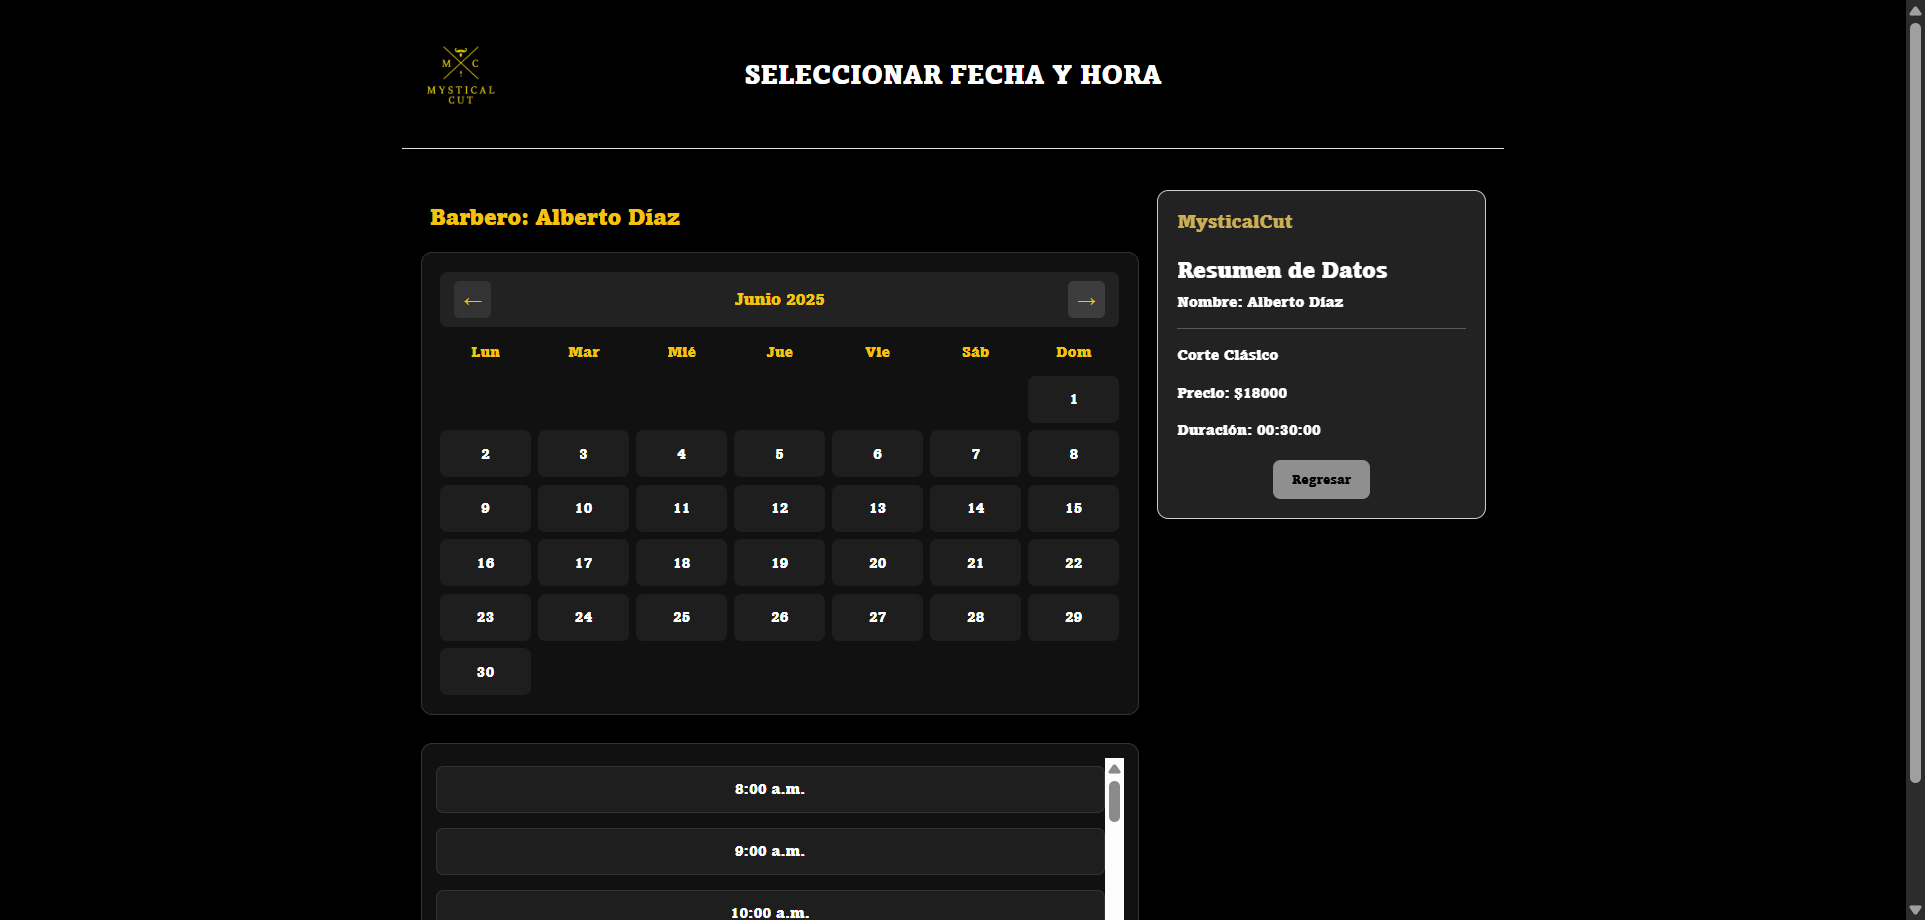 M C
MYSTICAL
CUT
SELECCIONAR FECHA Y HORA
Barbero: Alberto Díaz
← Junio 2025 →
Lun Mar Mié Jue Vie Sáb Dom
1
2 3 4 5 6 7 8
9 10 11 12 13 14 15
16 17 18 19 20 21 22
23 24 25 26 27 28 29
30
8:00 a.m.
9:00 a.m.
10:00 a.m.
MysticalCut
Resumen de Datos
Nombre: Alberto Díaz
Corte Clásico
Precio: $18000
Duración: 00:30:00
Regresar